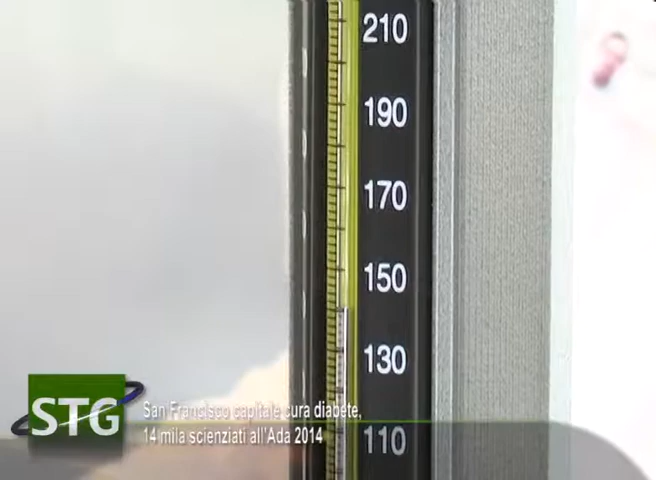 210
190
170
150
130
110
STG
San Francisco capitale cura diabete,
14 mila scienziati all'Ada 2014